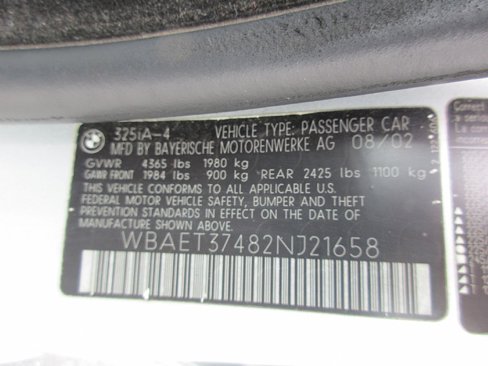 BMW
325iA-4 VEHICLE TYPE: PASSENGER CAR
MFD BY BAYERISCHE MOTORENWERKE AG 08/02
GVWR 4365 lbs 1980 kg
GAWR FRONT 1984 lbs 900 kg REAR 2425 lbs 1100 kg
THIS VEHICLE CONFORMS TO ALL APPLICABLE U.S.
FEDERAL MOTOR VEHICLE SAFETY, BUMPER AND THEFT
PREVENTION STANDARDS IN EFFECT ON THE DATE OF
MANUFACTURE SHOWN ABOVE.
WBAET37482NJ21658